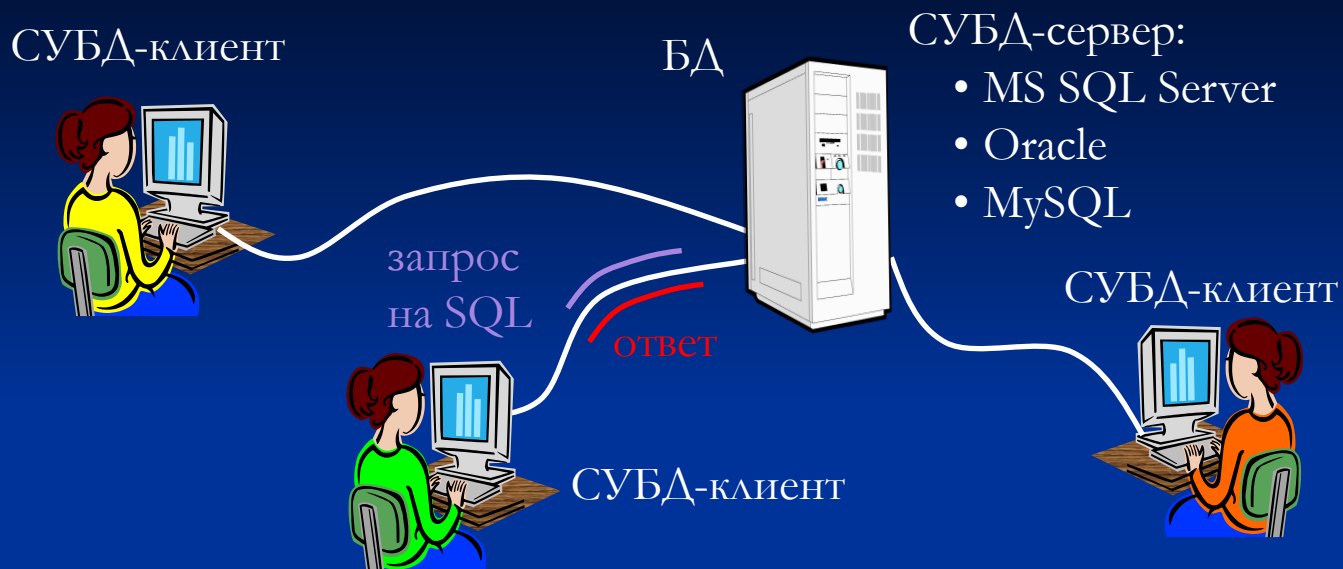 СУБД-клиент
БД
СУБД-сервер:
• MS SQL Server
• Oracle
• MySQL
запрос
на SQL
ответ
СУБД-клиент
СУБД-клиент